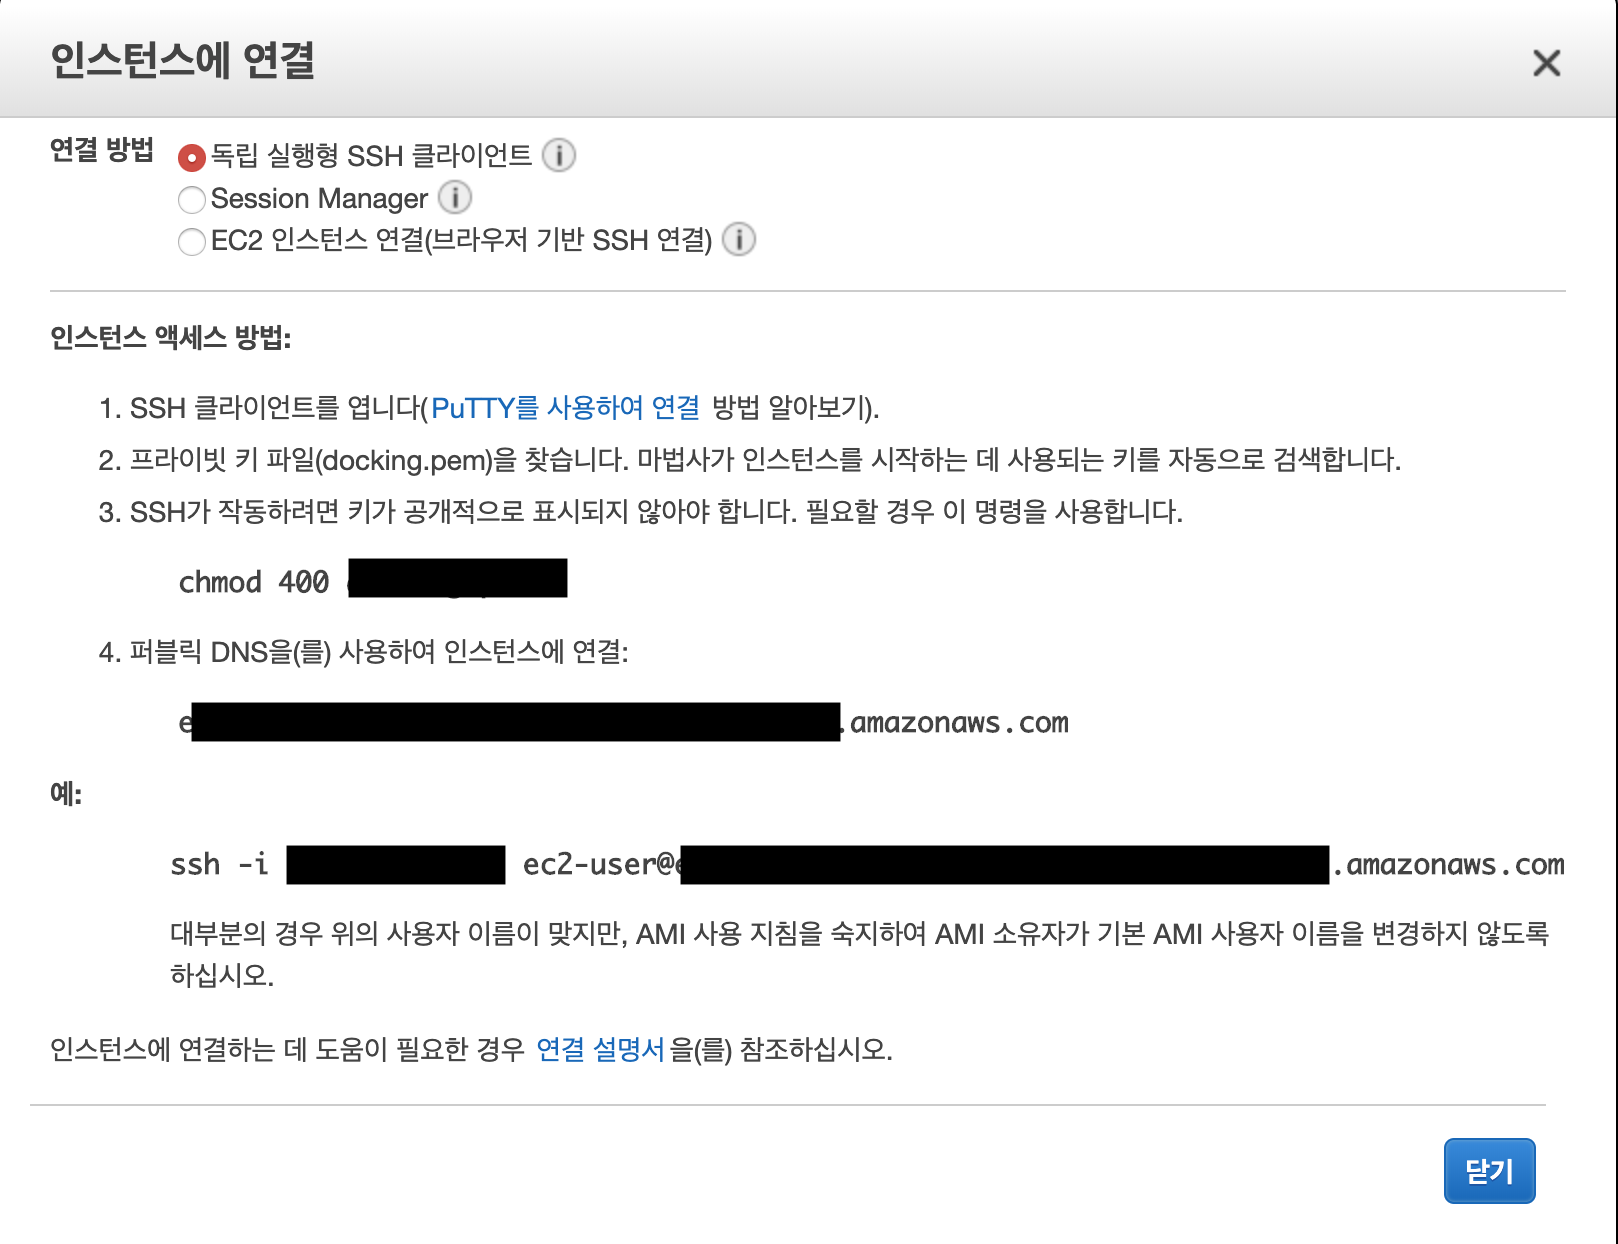 인스턴스에 연결
연결 방법
독립 실행형 SSH 클라이언트
Session Manager
EC2 인스턴스 연결(브라우저 기반 SSH 연결)
인스턴스 액세스 방법:
1. SSH 클라이언트를 엽니다(PuTTY를 사용하여 연결 방법 알아보기).
2. 프라이빗 키 파일(docking.pem)을 찾습니다. 마법사가 인스턴스를 시작하는 데 사용되는 키를 자동으로 검색합니다.
3. SSH가 작동하려면 키가 공개적으로 표시되지 않아야 합니다. 필요할 경우 이 명령을 사용합니다.
chmod 400
4. 퍼블릭 DNS을(를) 사용하여 인스턴스에 연결:
e .amazonaws.com
예:
ssh -i ec2-user@ .amazonaws.com
대부분의 경우 위의 사용자 이름이 맞지만, AMI 사용 지침을 숙지하여 AMI 소유자가 기본 AMI 사용자 이름을 변경하지 않도록
하십시오.
인스턴스에 연결하는 데 도움이 필요한 경우 연결 설명서을(를) 참조하십시오.
닫기